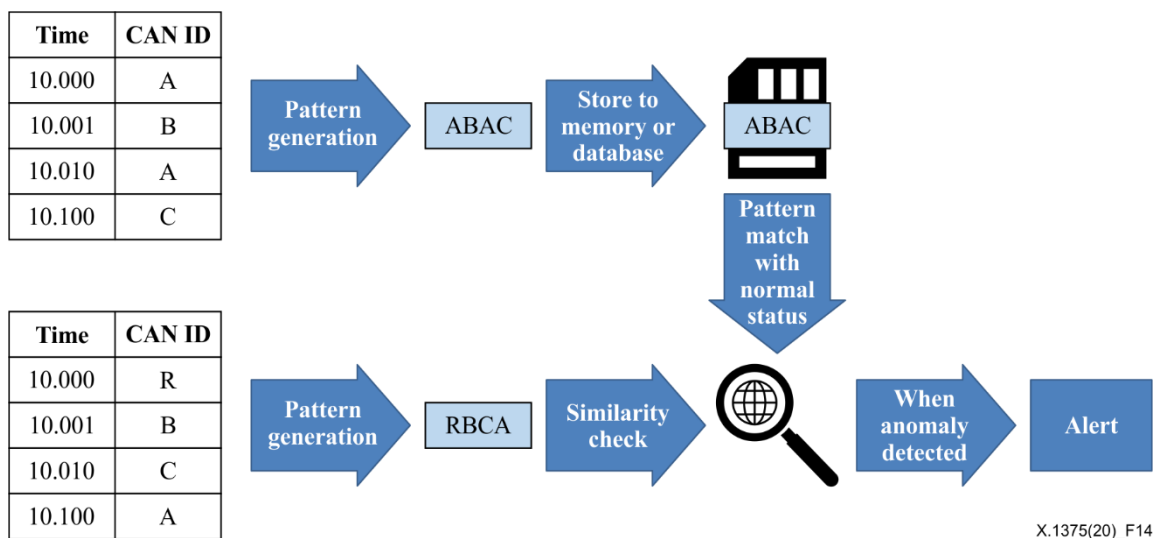 Time CAN ID
10.000 A
10.001 B
10.010 A
10.100 C
Pattern
generation
ABAC
Store to
memory or
database
ABAC
Pattern
match
with
normal
status
Time CAN ID
10.000 R
10.001 B
10.010 C
10.100 A
Pattern
generation
RBCA
Similarity
check
When
anomaly
detected
Alert
X.1375(20)_F14